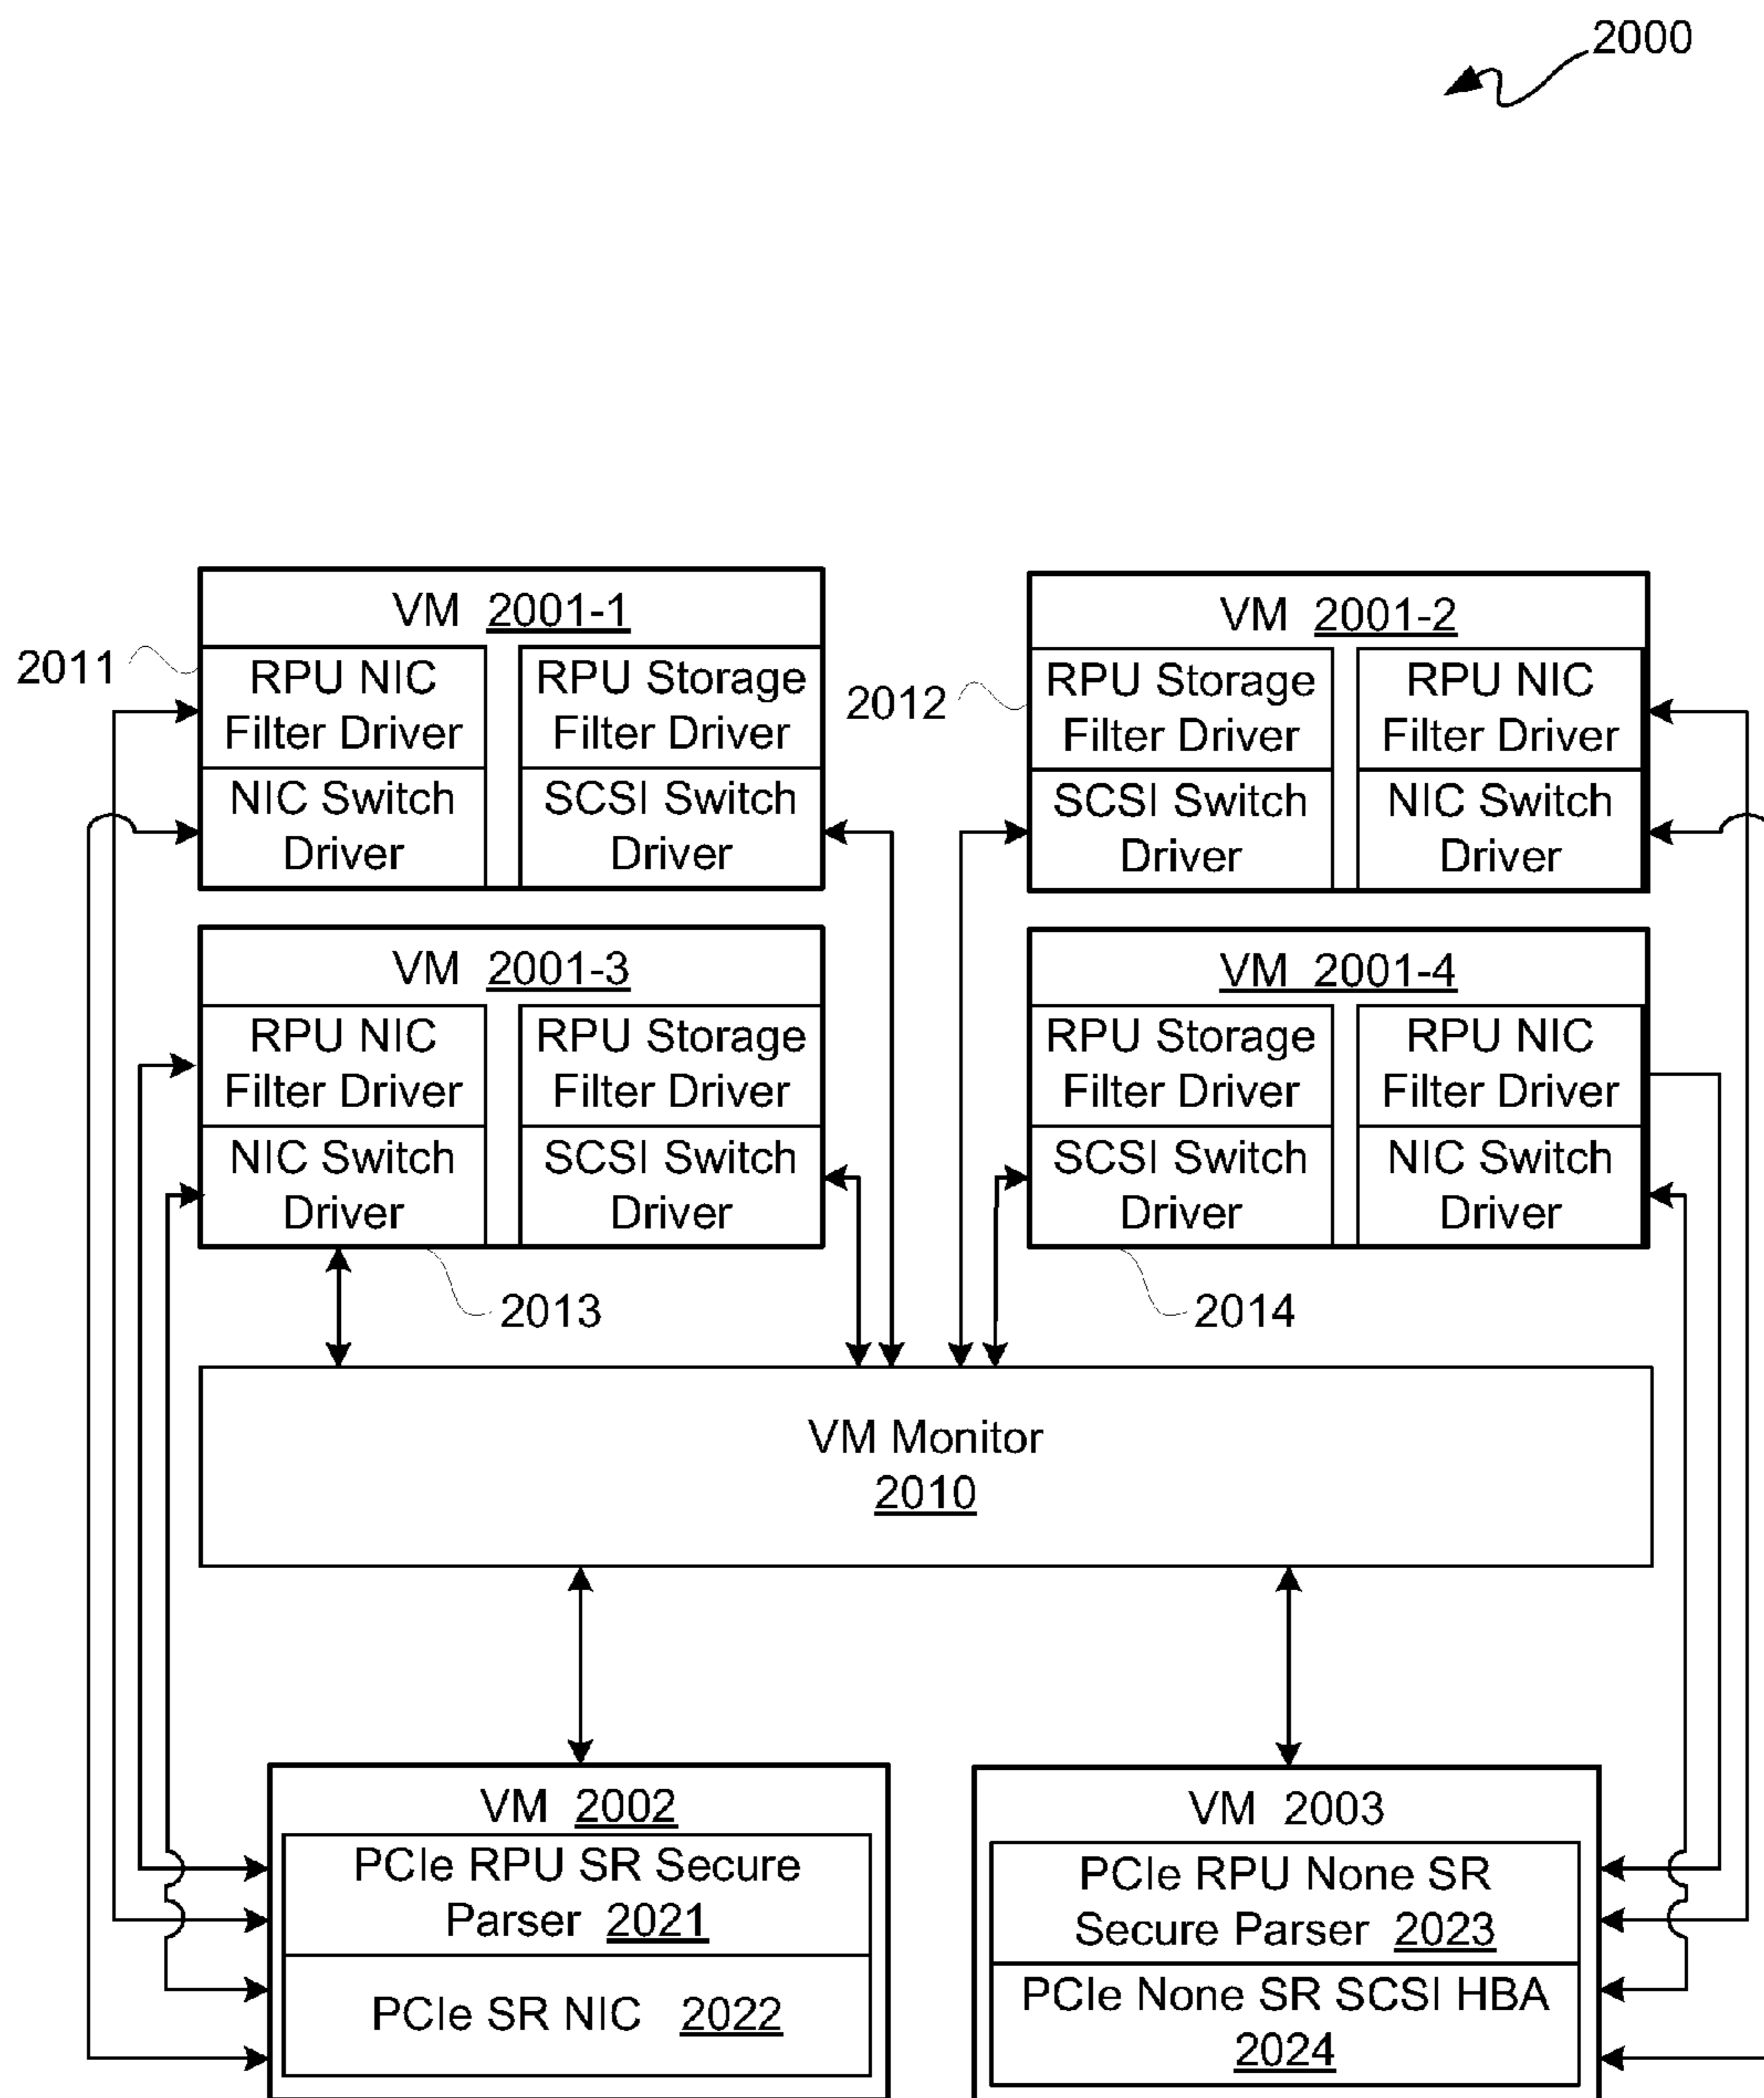 2000
VM 2001-1
2011
RPU NIC
Filter Driver
NIC Switch
Driver
RPU Storage
Filter Driver
SCSI Switch
Driver
VM 2001-2
2012
RPU Storage
Filter Driver
SCSI Switch
Driver
RPU NIC
Filter Driver
NIC Switch
Driver
VM 2001-3
RPU NIC
Filter Driver
NIC Switch
Driver
RPU Storage
Filter Driver
SCSI Switch
Driver
2013
VM 2001-4
RPU Storage
Filter Driver
SCSI Switch
Driver
RPU NIC
Filter Driver
NIC Switch
Driver
2014
VM Monitor
2010
VM 2002
PCIe RPU SR Secure
Parser 2021
PCIe SR NIC 2022
VM 2003
PCIe RPU None SR
Secure Parser 2023
PCIe None SR SCSI HBA
2024